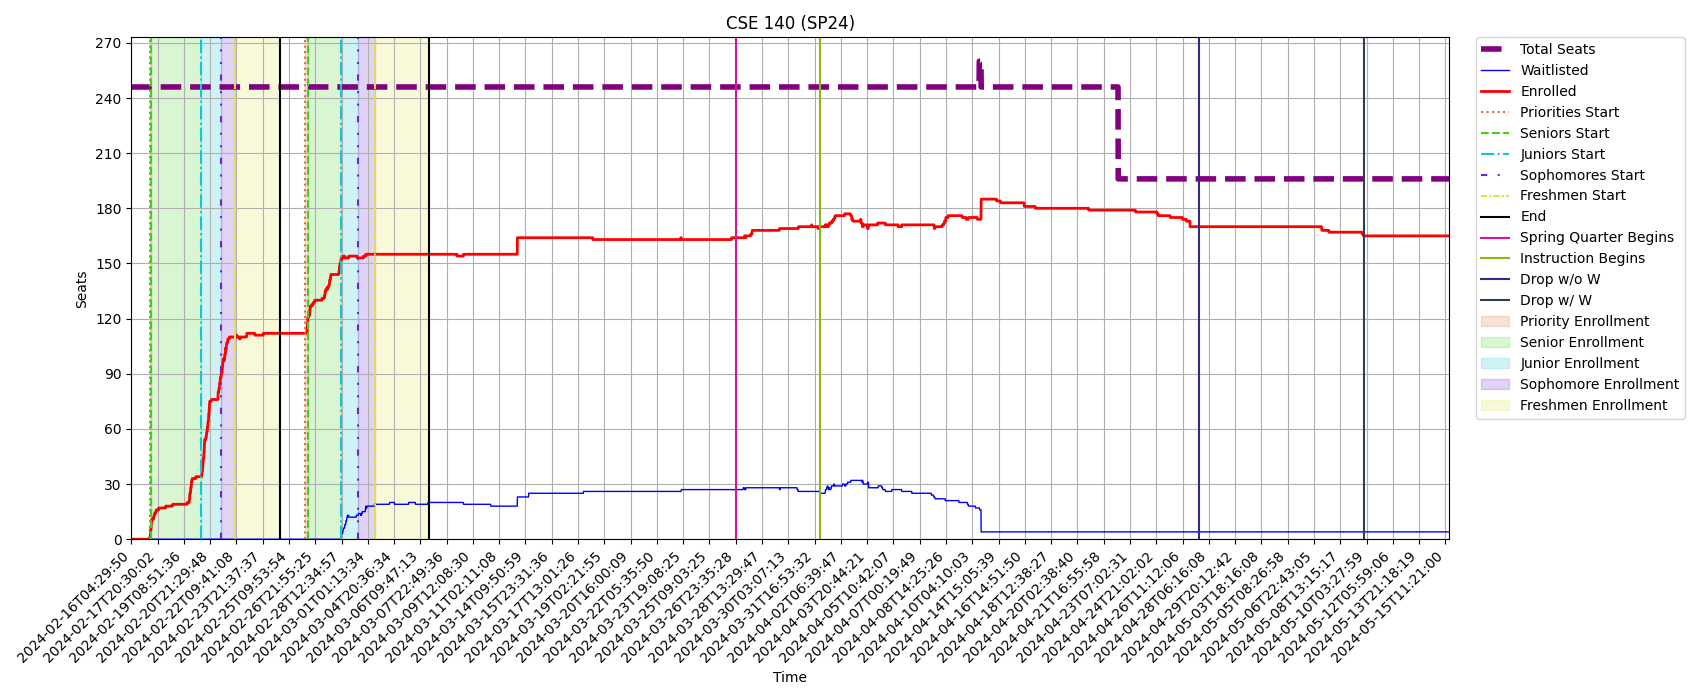 CSE 140 (SP24)
Seats
270
240
210
180
150
120
90
60
30
0
2024-02-16T04:29:50
2024-02-17T20:30:02
2024-02-19T08:51:36
2024-02-20T21:29:48
2024-02-22T09:41:08
2024-02-23T21:37:37
2024-02-25T09:53:54
2024-02-26T21:55:25
2024-02-28T12:34:57
2024-03-01T01:13:34
2024-03-04T20:36:34
2024-03-06T09:47:13
2024-03-07T22:49:36
2024-03-09T12:08:30
2024-03-11T02:11:08
2024-03-14T09:50:59
2024-03-15T23:31:36
2024-03-17T13:01:26
2024-03-19T02:21:55
2024-03-20T16:00:09
2024-03-22T05:35:50
2024-03-23T19:08:25
2024-03-25T09:03:25
2024-03-26T23:35:28
2024-03-28T13:29:47
2024-03-30T03:07:13
2024-03-31T16:53:32
2024-04-02T06:39:47
2024-04-03T20:44:21
2024-04-05T10:42:07
2024-04-07T00:19:49
2024-04-08T14:25:26
2024-04-10T04:10:03
2024-04-14T15:05:39
2024-04-16T14:51:50
2024-04-18T12:38:27
2024-04-20T02:38:40
2024-04-21T16:55:58
2024-04-23T07:02:31
2024-04-24T21:02:02
2024-04-26T11:12:06
2024-04-28T06:16:08
2024-04-29T20:12:42
2024-05-03T18:16:08
2024-05-05T08:26:58
2024-05-06T22:43:05
2024-05-08T13:15:17
2024-05-10T03:27:59
2024-05-12T05:59:06
2024-05-13T21:18:19
2024-05-15T11:21:00
Time
Total Seats
Waitlisted
Enrolled
Priorities Start
Seniors Start
Juniors Start
Sophomores Start
Freshmen Start
End
Spring Quarter Begins
Instruction Begins
Drop w/o W
Drop w/ W
Priority Enrollment
Senior Enrollment
Junior Enrollment
Sophomore Enrollment
Freshmen Enrollment